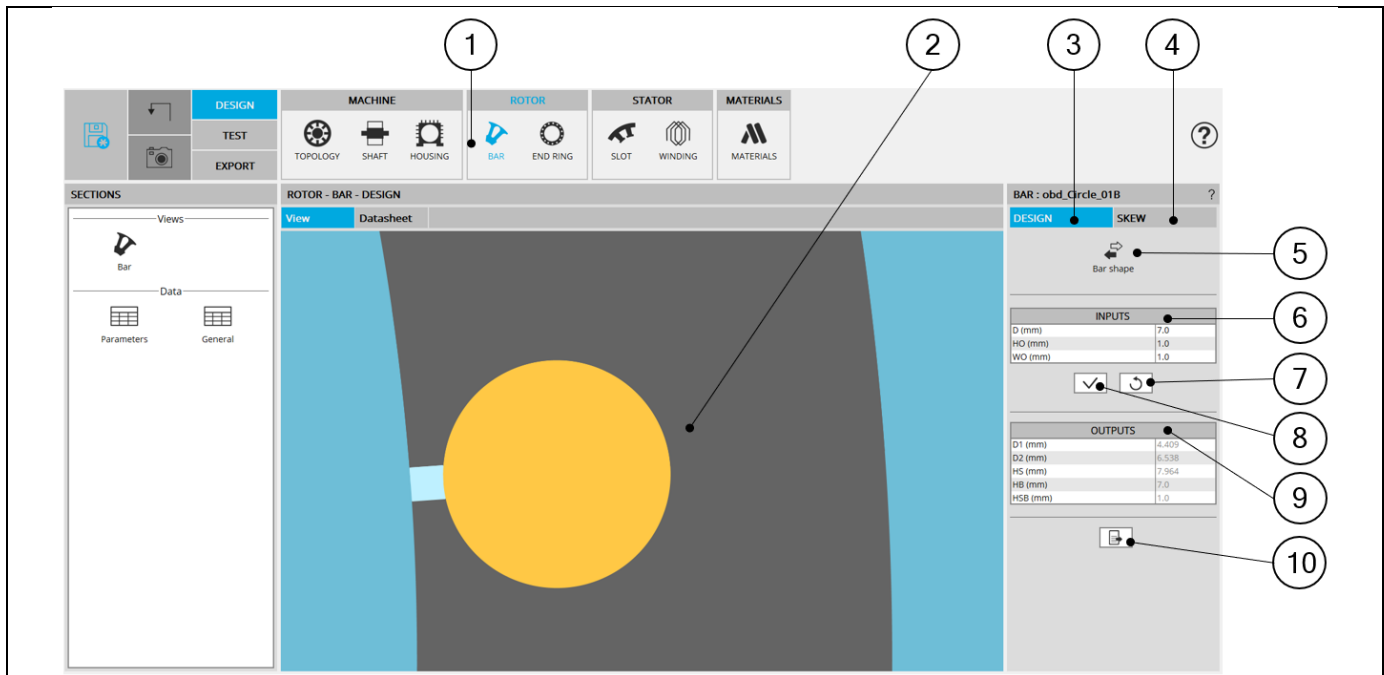 1
2
3
4
DESIGN
TEST
EXPORT
MACHINE
ROTOR
STATOR
MATERIALS
TOPOLOGY
SHAFT
HOUSING
BAR
END RING
SLOT
WINDING
MATERIALS
?
SECTIONS
Views
Bar
Data
Parameters
General
ROTOR - BAR - DESIGN
View
Datasheet
BAR : obd_Circle_01B
?
DESIGN
SKEW
Bar shape
5
INPUTS
6
D (mm) 7.0
HO (mm) 1.0
WO (mm) 1.0
7
8
OUTPUTS
D1 (mm) 4.409
D2 (mm) 6.538
HS (mm) 7.964
HB (mm) 7.0
HSB (mm) 1.0
9
10